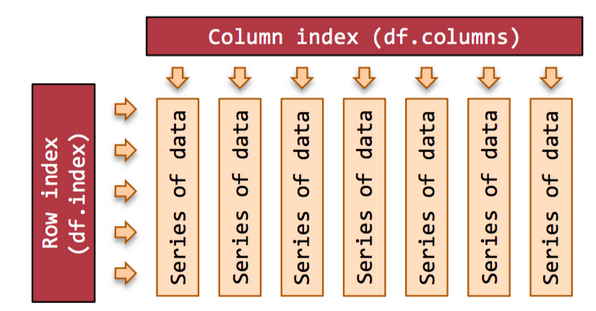 Column index (df.columns)
Row index
(df.index)
Series of data
Series of data
Series of data
Series of data
Series of data
Series of data
Series of data